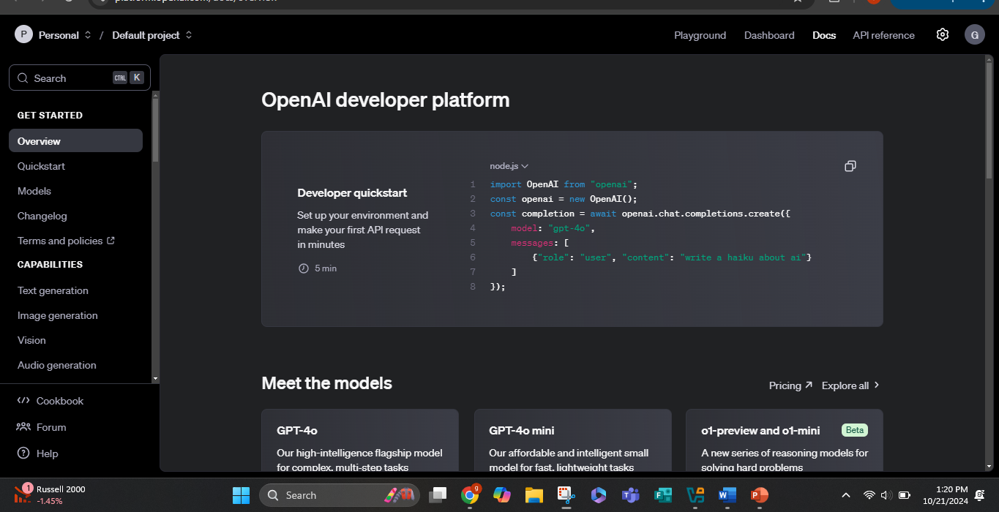 P Personal / Default project Playground Dashboard Docs API reference G
Search CTRL K
GET STARTED
Overview
Quickstart
Models
Changelog
Terms and policies
CAPABILITIES
Text generation
Image generation
Vision
Audio generation
Cookbook
Forum
Help
OpenAI developer platform
Developer quickstart
Set up your environment and
make your first API request
in minutes
5 min
node.js
1 import OpenAI from "openai";
2 const openai = new OpenAI();
3 const completion = await openai.chat.completions.create({
4 model: "gpt-4o",
5 messages: [
6 {"role": "user", "content": "write a haiku about ai"}
7 ]
8 });
Meet the models
Pricing Explore all
GPT-4o
Our high-intelligence flagship model
for complex, multi-step tasks
GPT-4o mini
Our affordable and intelligent small
model for fast, lightweight tasks
o1-preview and o1-mini Beta
A new series of reasoning models for
solving hard problems
1 Russell 2000
-1.45%
Search
9
1:20 PM
10/21/2024